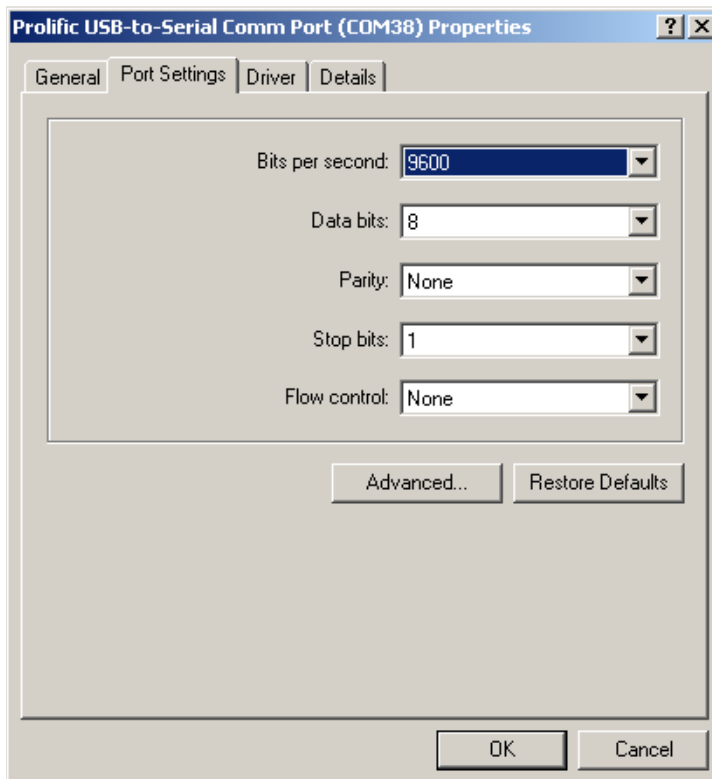 Prolific USB-to-Serial Comm Port (COM38) Properties
General Port Settings Driver Details
Bits per second: 9600
Data bits: 8
Parity: None
Stop bits: 1
Flow control: None
Advanced... Restore Defaults
OK Cancel